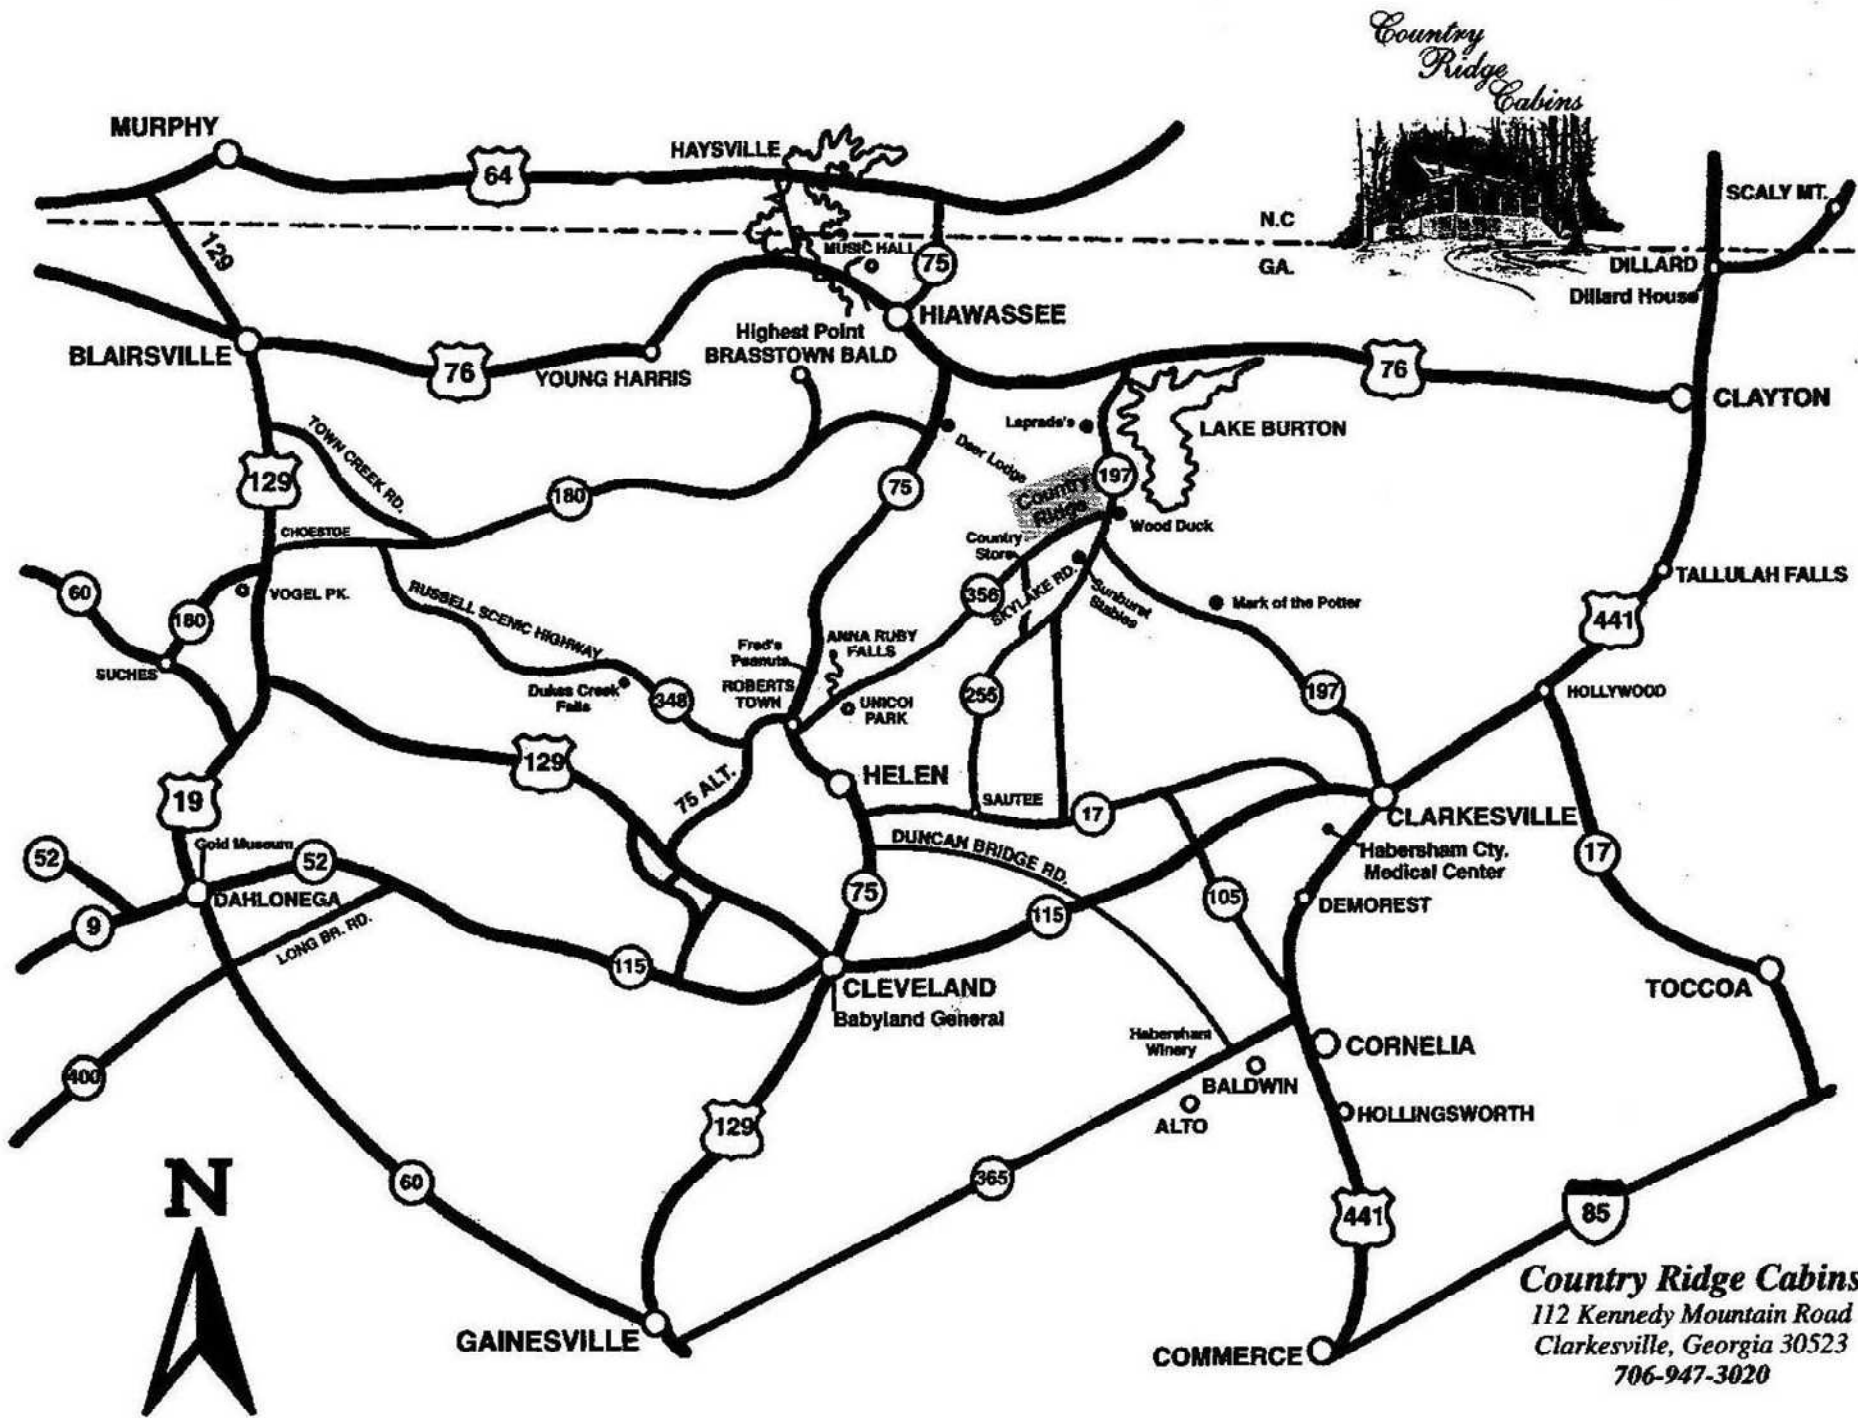 Country
Ridge
Cabins
MURPHY
64
HAYSVILLE
SCALY MT.
129
N.C
GA.
MUSIC HALL
75
DILLARD
Dillard House
HIAWASSEE
BLAIRSVILLE
76
YOUNG HARRIS
Highest Point
BRASSTOWN BALD
76
CLAYTON
Laprade's
LAKE BURTON
Deer Lodge
TOWN CREEK RD.
129
180
75
197
Country
Ridge
Wood Duck
CHOESTOE
Country
Store
60
VOGEL PK.
180
RUSSELL SCENIC HIGHWAY
356
SKYLAKE RD.
Sunburst
Stables
Mark of the Potter
TALLULAH FALLS
441
SUCHES
Fred's
Peanuts
ANNA RUBY
FALLS
Dukes Creek
Falls
348
ROBERTS
TOWN
UNICOI
PARK
255
197
HOLLYWOOD
129
75 ALT.
HELEN
19
SAUTEE
17
CLARKESVILLE
52
Gold Museum
52
DUNCAN BRIDGE RD.
Habersham Cty.
Medical Center
17
DAHLONEGA
9
LONG BR. RD.
75
115
105
DEMOREST
115
CLEVELAND
Babyland General
TOCCOA
Habersham
Winery
CORNELIA
400
BALDWIN
ALTO
HOLLINGSWORTH
129
N
60
365
441
85
GAINESVILLE
COMMERCE
Country Ridge Cabins
112 Kennedy Mountain Road
Clarkesville, Georgia 30523
706-947-3020